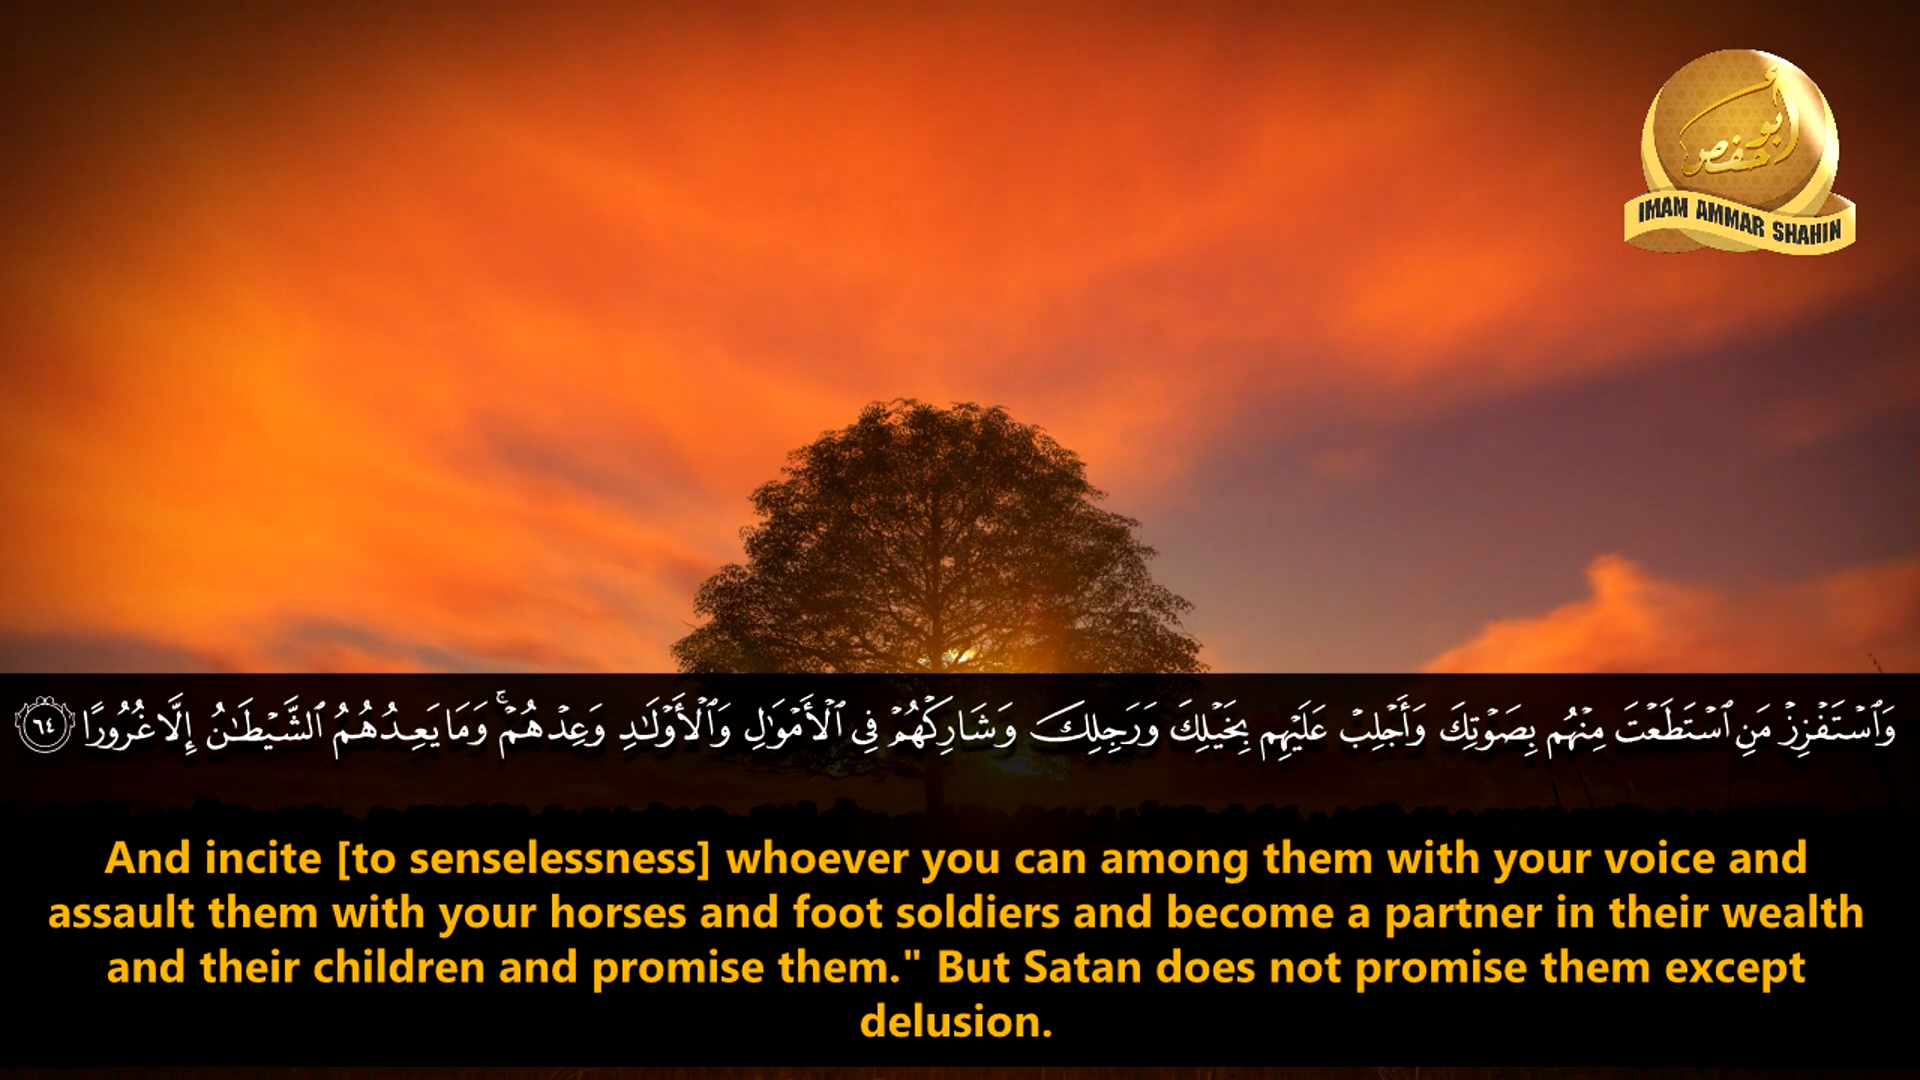 أبو حفص
IMAM AMMAR SHAHIN
وَٱسْتَفْزِزْ مَنِ ٱسْتَطَعْتَ مِنْهُم بِصَوْتِكَ وَأَجْلِبْ عَلَيْهِم بِخَيْلِكَ وَرَجِلِكَ وَشَارِكْهُمْ فِى ٱلْأَمْوَٰلِ وَٱلْأَوْلَـٰدِ وَعِدْهُمْ ۚ وَمَا يَعِدُهُمُ ٱلشَّيْطَـٰنُ إِلَّا غُرُورًا ٦٤
And incite [to senselessness] whoever you can among them with your voice and
assault them with your horses and foot soldiers and become a partner in their wealth
and their children and promise them." But Satan does not promise them except
delusion.